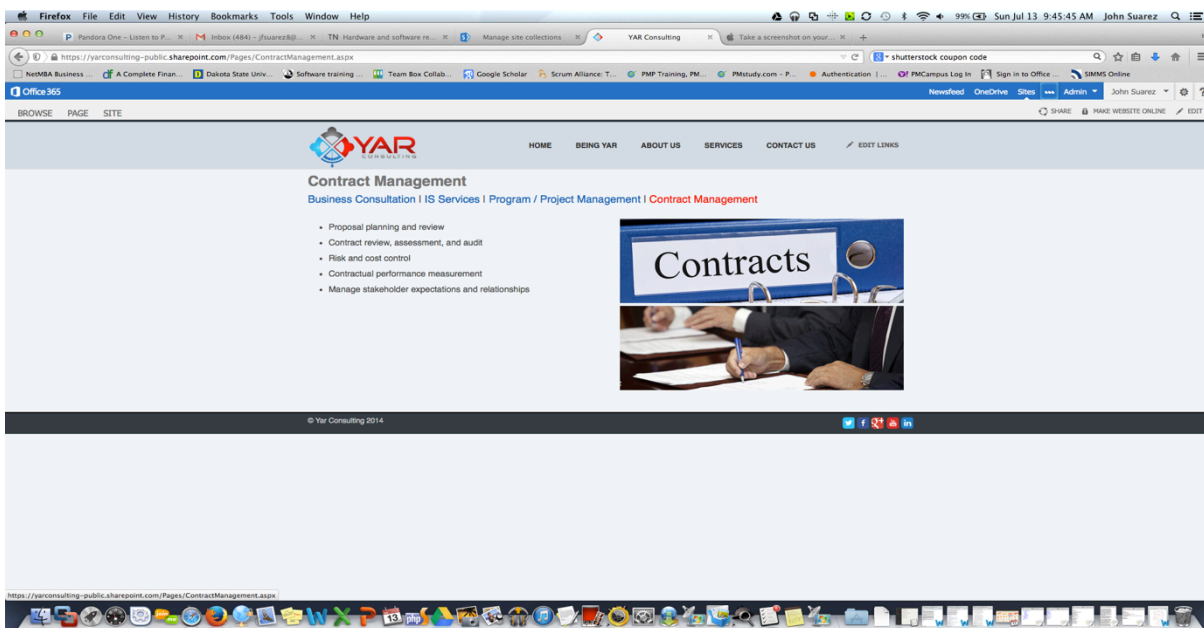 Firefox File Edit View History Bookmarks Tools Window Help 99% Sun Jul 13 9:45:45 AM John Suarez
Pandora One – Listen to P... Inbox (484) – jfsuarez8@... TN Hardware and software re... Manage site collections YAR Consulting Take a screenshot on your...
https://yarconsulting-public.sharepoint.com/Pages/ContractManagement.aspx shutterstock coupon code
NetMBA Business ... A Complete Finan... Dakota State Univ... Software training ... Team Box Collab... Google Scholar Scrum Alliance: T... PMP Training, PM... PMstudy.com – P... Authentication | ... PMCampus Log In Sign in to Office ... SIMMS Online
Office 365 Newsfeed OneDrive Sites ... Admin John Suarez ?
BROWSE PAGE SITE SHARE MAKE WEBSITE ONLINE EDIT
YAR
CONSULTING
HOME BEING YAR ABOUT US SERVICES CONTACT US EDIT LINKS
Contract Management
Business Consultation I IS Services I Program / Project Management I Contract Management
• Proposal planning and review
• Contract review, assessment, and audit
• Risk and cost control
• Contractual performance measurement
• Manage stakeholder expectations and relationships
Contracts
© Yar Consulting 2014
https://yarconsulting-public.sharepoint.com/Pages/ContractManagement.aspx